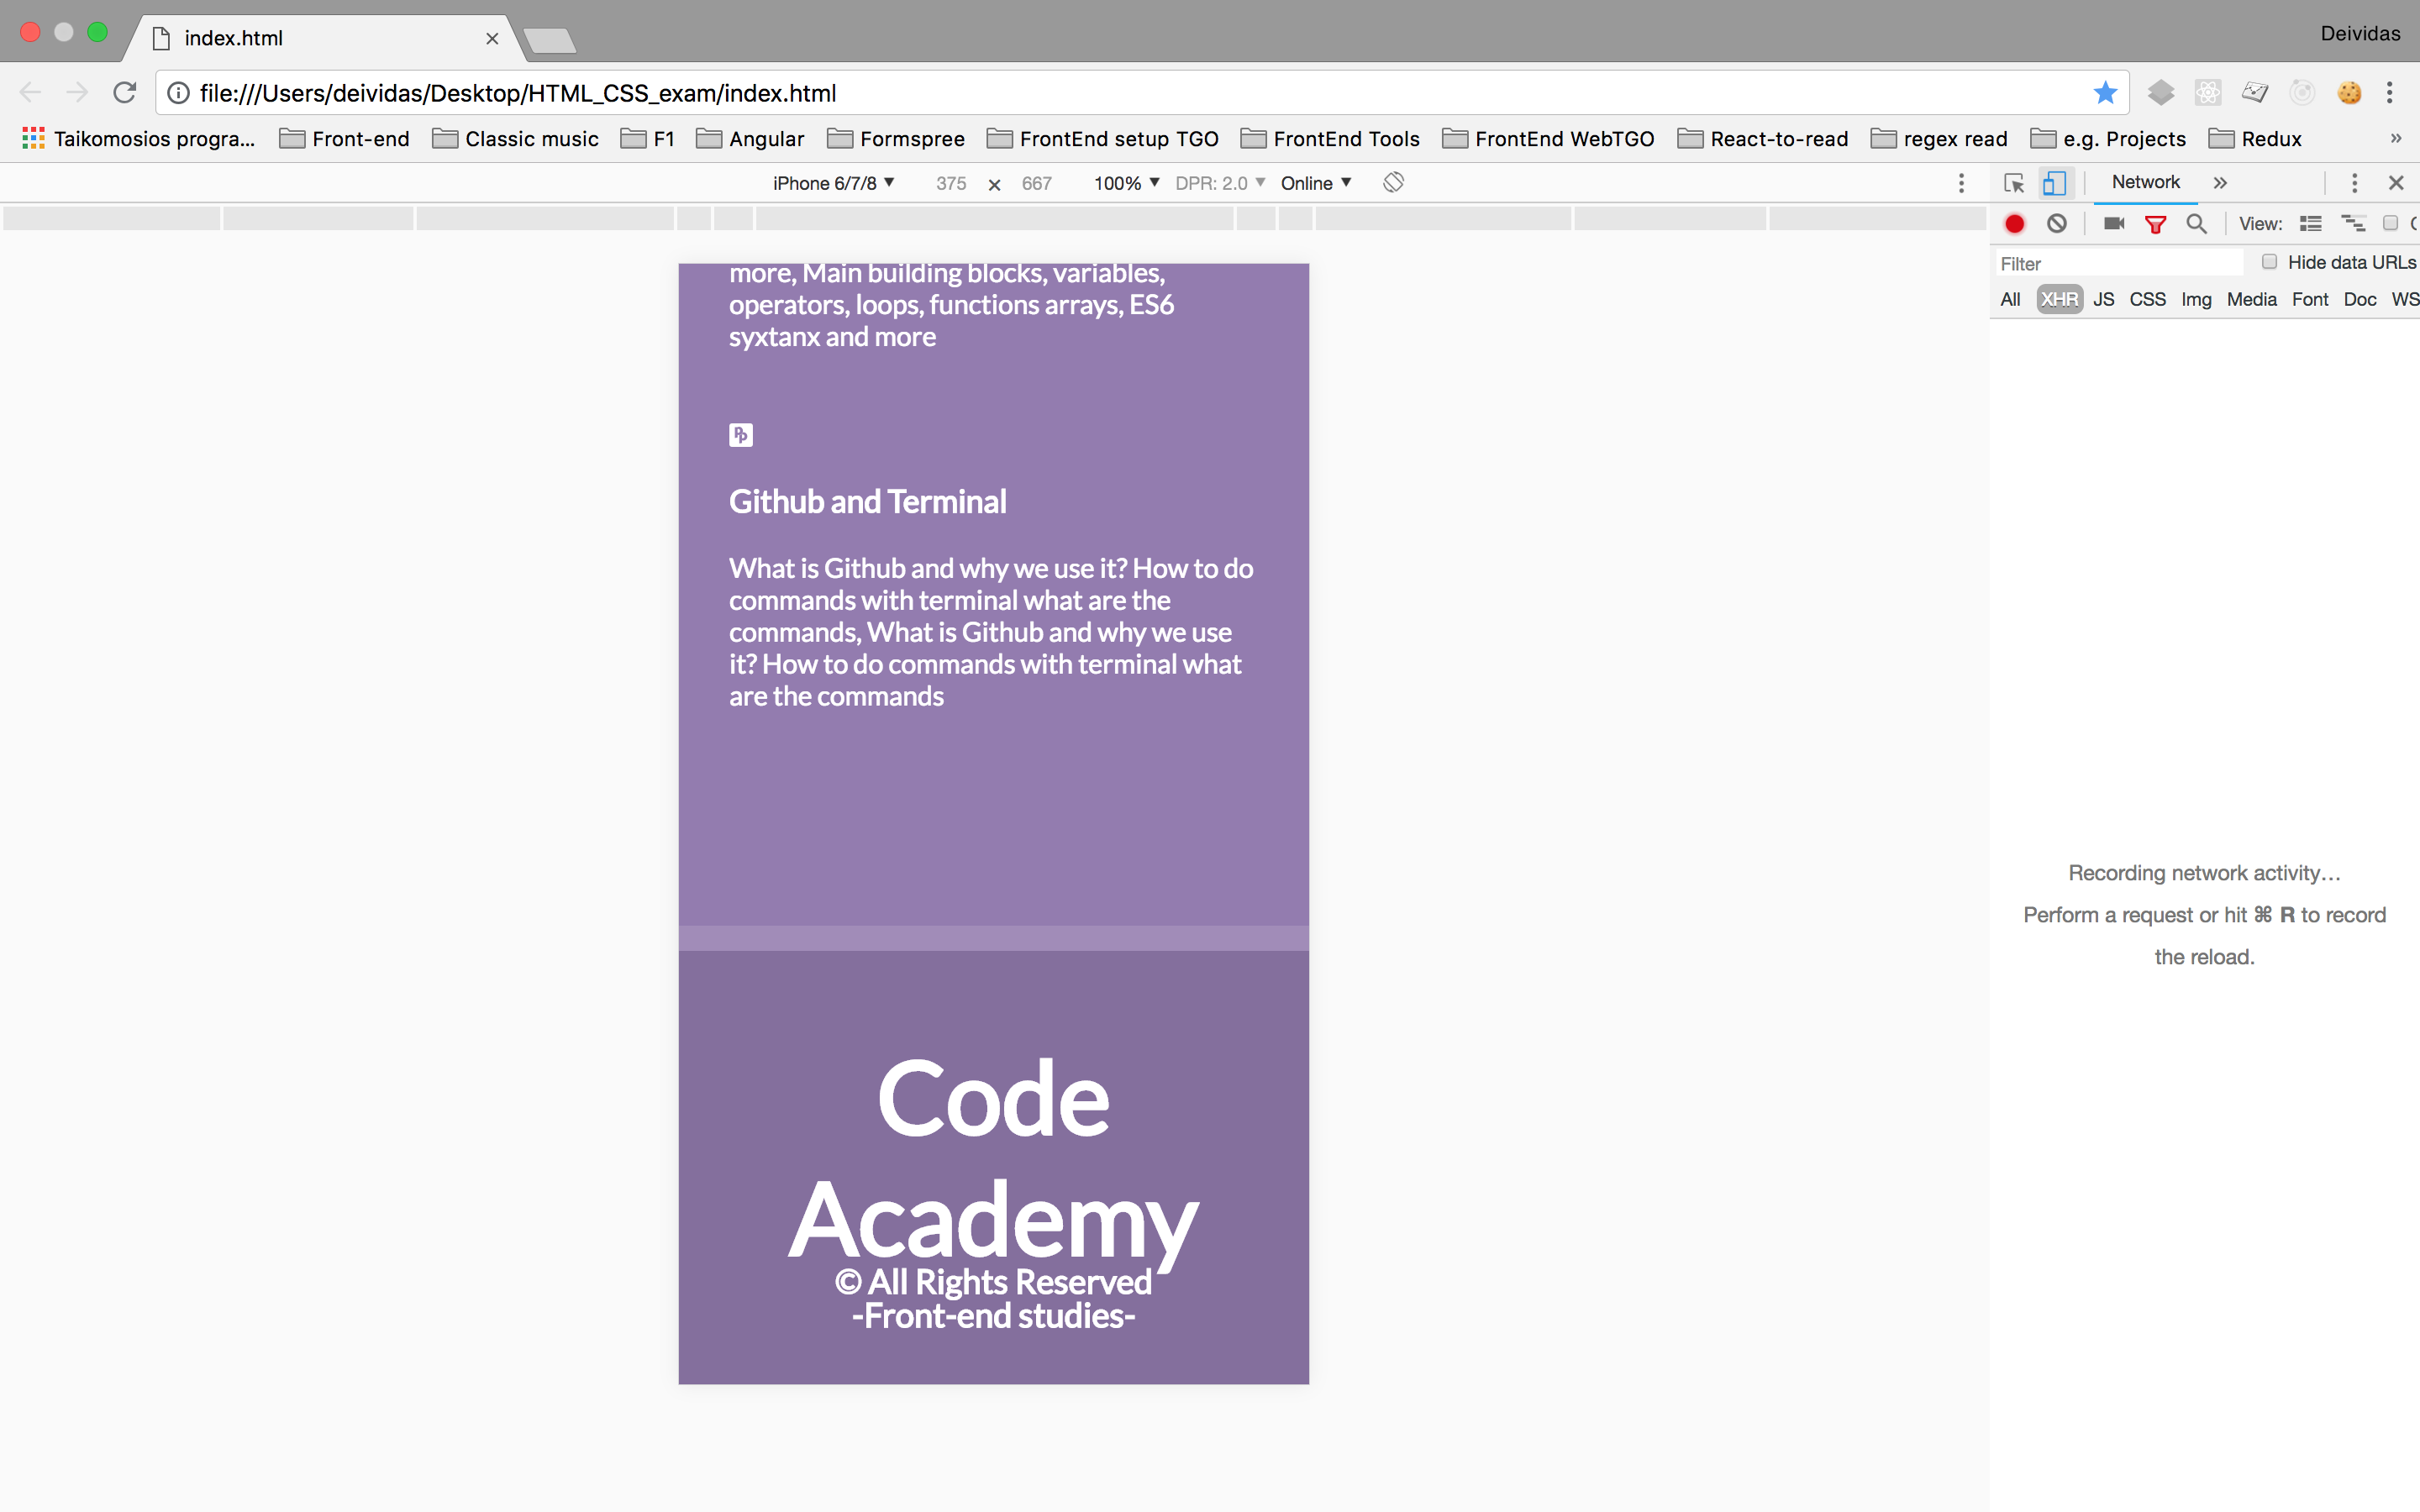 index.html
Deividas
file:///Users/deividas/Desktop/HTML_CSS_exam/index.html
Taikomosios progra... Front-end Classic music F1 Angular Formspree FrontEnd setup TGO FrontEnd Tools FrontEnd WebTGO React-to-read regex read e.g. Projects Redux »
iPhone 6/7/8 ▼ 375 × 667 100% ▼ DPR: 2.0 ▼ Online ▼
Network »
View:
Filter Hide data URLs
All XHR JS CSS Img Media Font Doc WS
more, Main building blocks, variables,
operators, loops, functions arrays, ES6
syxtanx and more
Github and Terminal
What is Github and why we use it? How to do
commands with terminal what are the
commands, What is Github and why we use
it? How to do commands with terminal what
are the commands
Code
Academy
© All Rights Reserved
-Front-end studies-
Recording network activity…
Perform a request or hit ⌘ R to record
the reload.